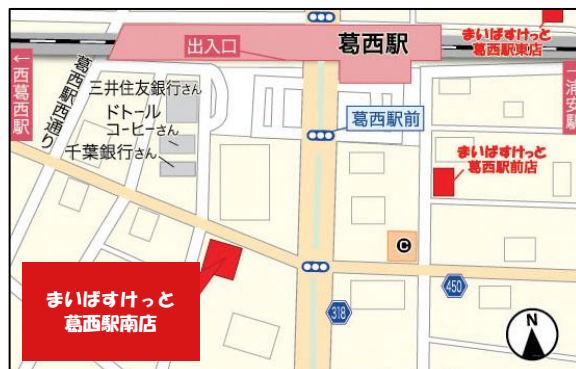 葛西駅
出入口
まいばすけっと
葛西駅東店
←西葛西駅
葛西駅西通り
三井住友銀行さん
ドトール
コーヒーさん
千葉銀行さん
葛西駅前
→浦安駅
まいばすけっと
葛西駅前店
C
まいばすけっと
葛西駅南店
318
450
N